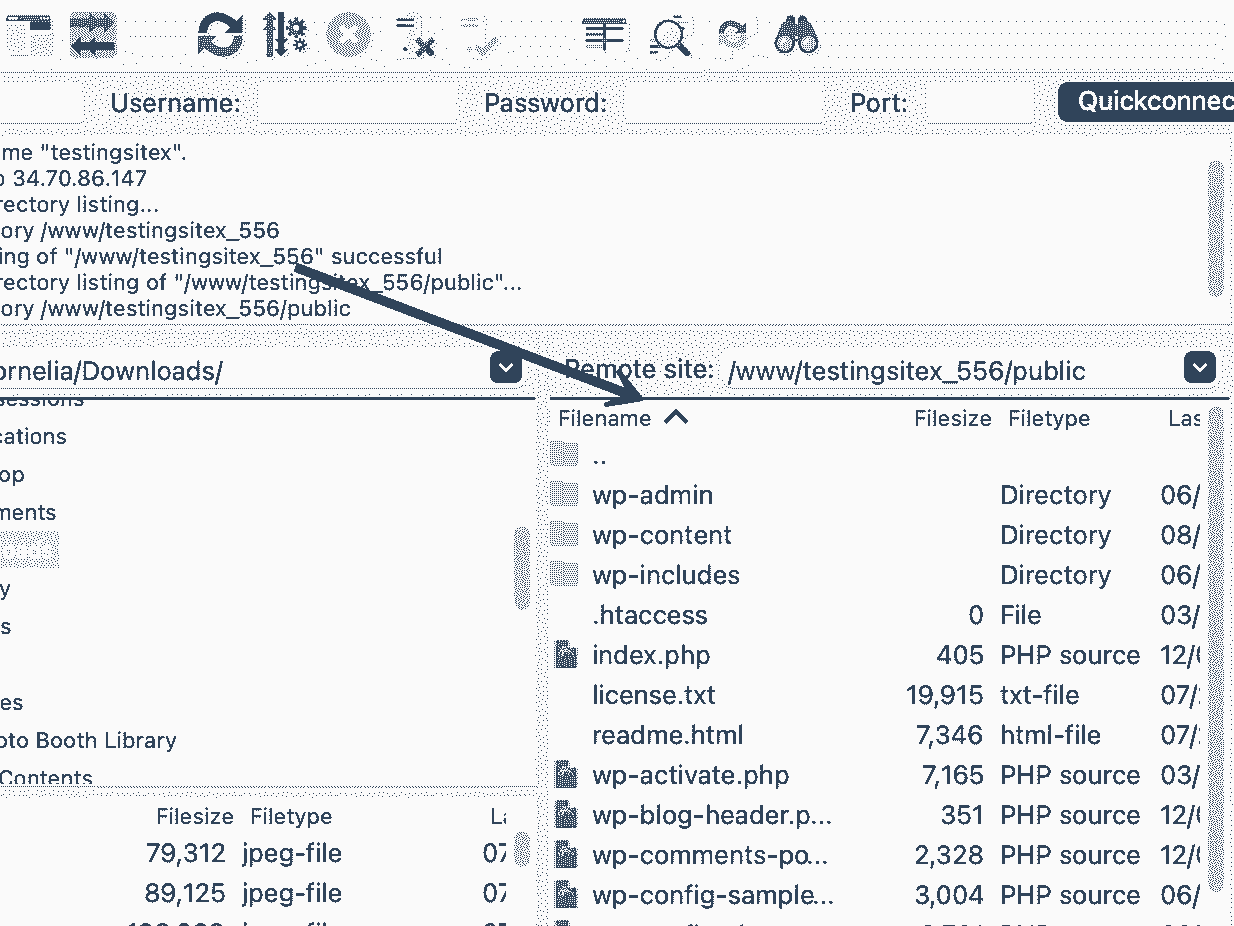 Username: Password: Port: Quickconnec
me "testingsitex".
o 34.70.86.147
rectory listing...
ory /www/testingsitex_556
ing of "/www/testingsitex_556" successful
rectory listing of "/www/testingsitex_556/public"...
ory /www/testingsitex_556/public
ornelia/Downloads/
sessions
cations
op
ments
y
s
es
oto Booth Library
Contents
Filesize Filetype La
79,312 jpeg-file 07
89,125 jpeg-file 07
Remote site: /www/testingsitex_556/public
Filename Filesize Filetype Las
..
wp-admin Directory 06/
wp-content Directory 08/
wp-includes Directory 06/
.htaccess 0 File 03/
index.php 405 PHP source 12/0
license.txt 19,915 txt-file 07/
readme.html 7,346 html-file 07/
wp-activate.php 7,165 PHP source 03/
wp-blog-header.p... 351 PHP source 12/0
wp-comments-po... 2,328 PHP source 12/0
wp-config-sample... 3,004 PHP source 06/